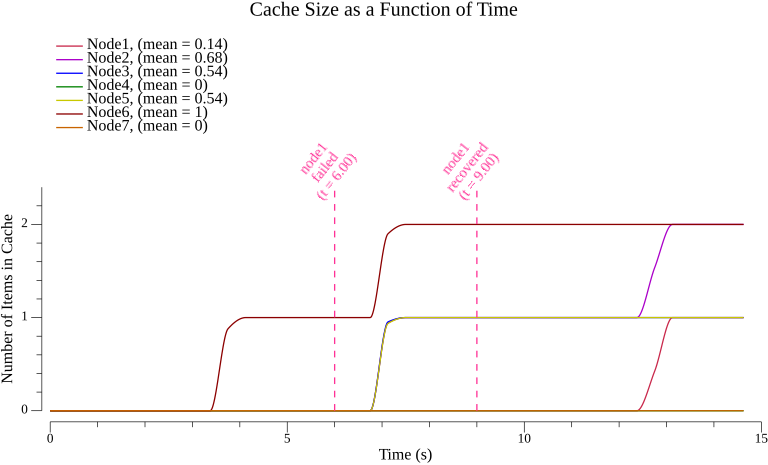 Cache Size as a Function of Time
Node1, (mean = 0.14)
Node2, (mean = 0.68)
Node3, (mean = 0.54)
Node4, (mean = 0)
Node5, (mean = 0.54)
Node6, (mean = 1)
Node7, (mean = 0)
node1
failed
(t = 6.00)
node1
recovered
(t = 9.00)
Number of Items in Cache
2
1
0
0
5
10
15
Time (s)